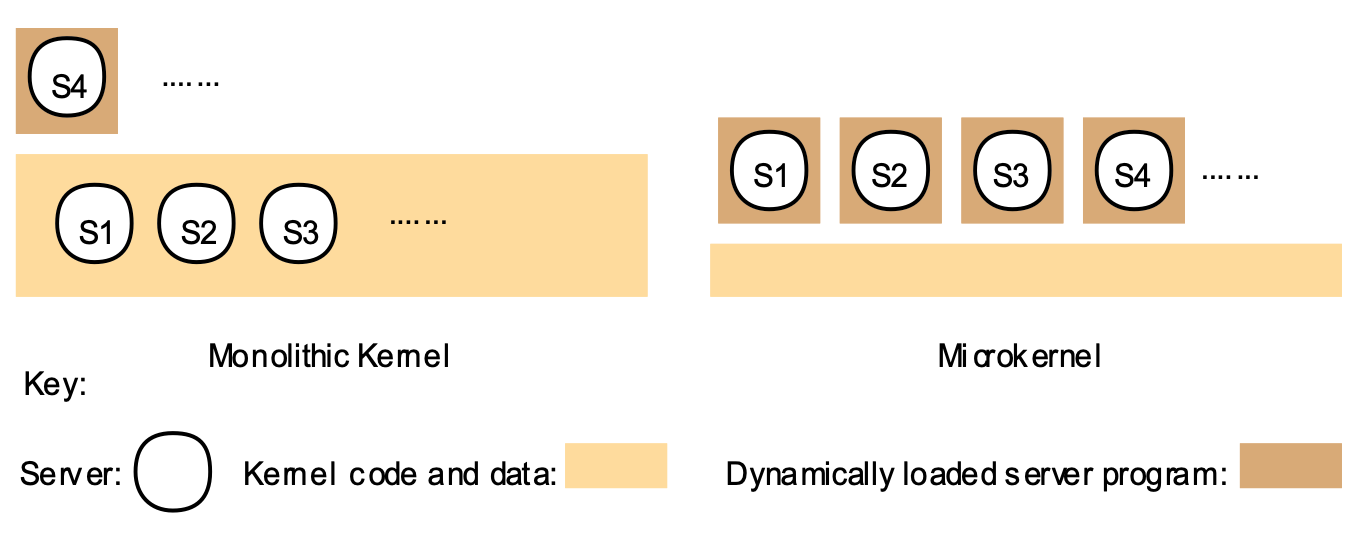 S4 .......
S1 S2 S3 .......
S1 S2 S3 S4 .......
Monolithic Kernel
Microkernel
Key:
Server:
Kernel code and data:
Dynamically loaded server program: